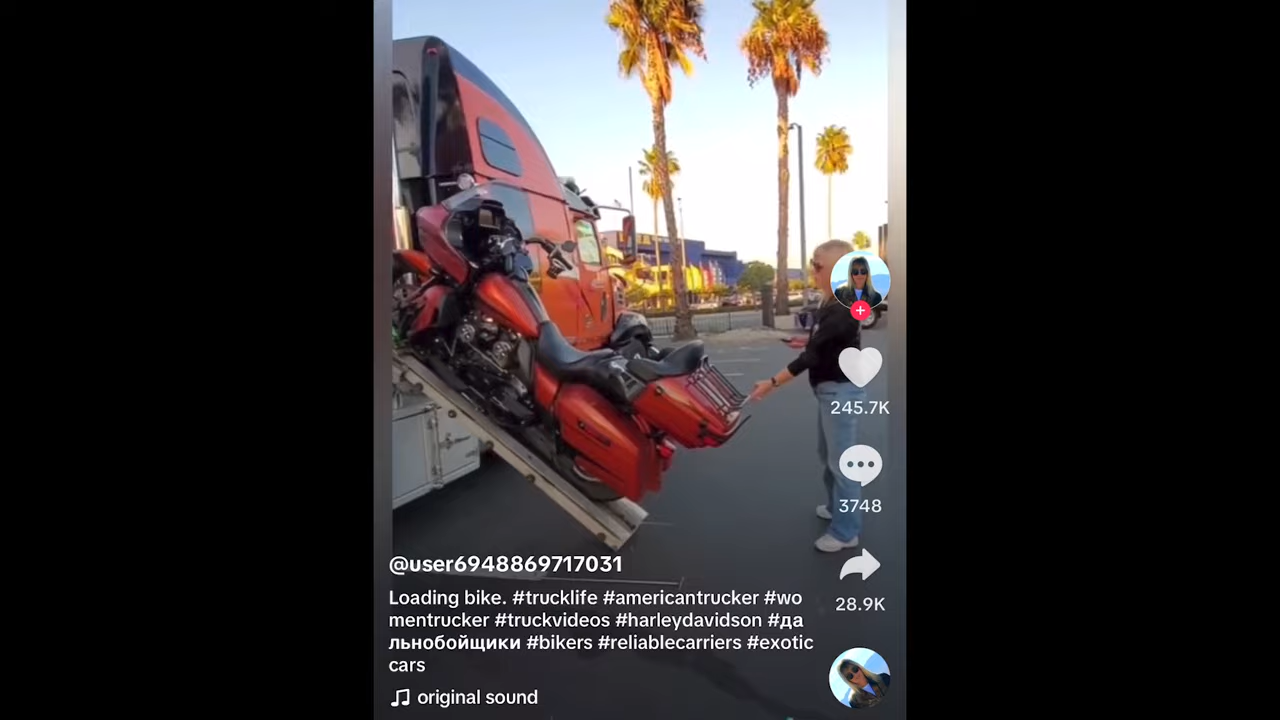 245.7K
3748
28.9K
@user6948869717031
Loading bike. #trucklife #americantrucker #wo
mentrucker #truckvideos #harleydavidson #да
льнобойщики #bikers #reliablecarriers #exotic
cars
original sound